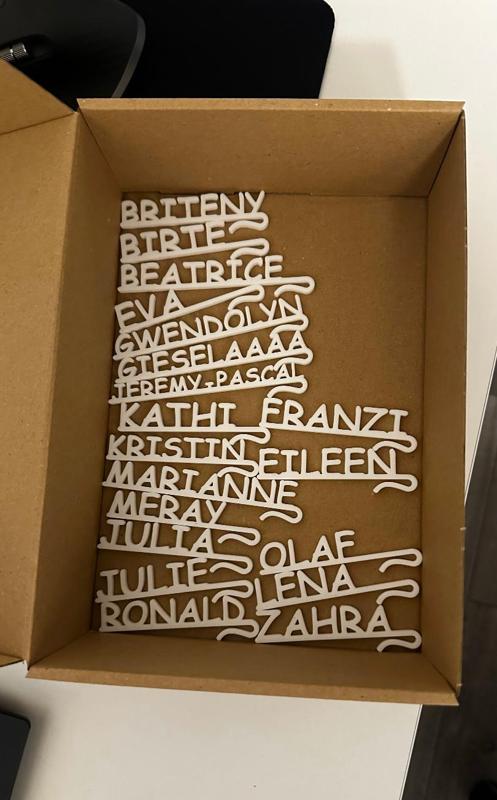 BRITENY
BIRTE
BEATRICE
EVA
GWENDOLYN
GIESELAAAA
JEREMY-PASCAL
KATHI FRANZI
KRISTIN EILEEN
MARIANNE
MERAY
JULIA OLAF
JULIE LENA
RONALD ZAHRA